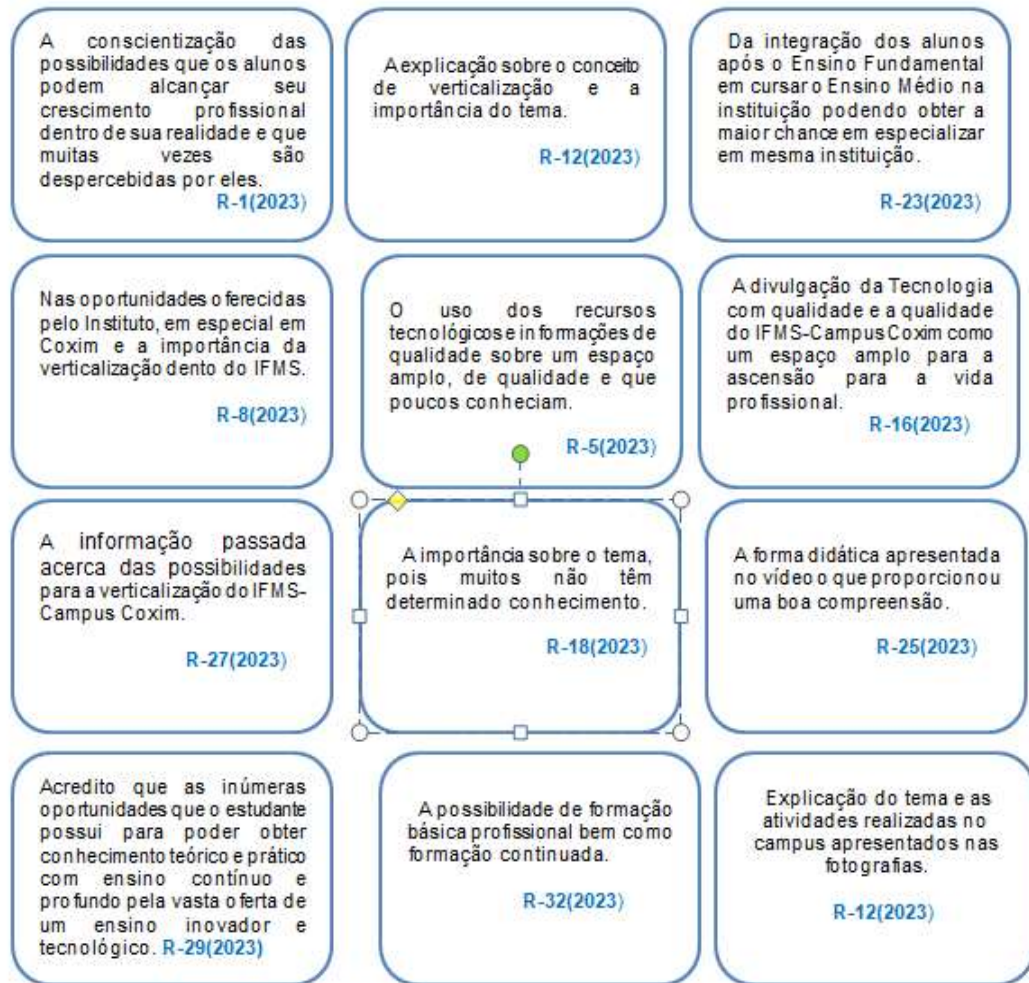 A conscientização das
possibilidades que os alunos
podem alcançar seu
crescimento profissional
dentro de sua realidade e que
muitas vezes são
despercebidas por eles.
R-1(2023)
A explicação sobre o conceito
de verticalização e a
importância do tema.
R-12(2023)
Da integração dos alunos
após o Ensino Fundamental
em cursar o Ensino Médio na
instituição podendo obter a
maior chance em especializar
em mesma instituição.
R-23(2023)
Nas oportunidades oferecidas
pelo Instituto, em especial em
Coxim e a importância da
verticalização dento do IFMS.
R-8(2023)
O uso dos recursos
tecnológicos e informações de
qualidade sobre um espaço
amplo, de qualidade e que
poucos conheciam.
R-5(2023)
A divulgação da Tecnologia
com qualidade e a qualidade
do IFMS-Campus Coxim como
um espaço amplo para a
ascensão para a vida
profissional.
R-16(2023)
A informação passada
acerca das possibilidades
para a verticalização do IFMS-
Campus Coxim.
R-27(2023)
A importância sobre o tema,
pois muitos não têm
determinado conhecimento.
R-18(2023)
A forma didática apresentada
no vídeo o que proporcionou
uma boa compreensão.
R-25(2023)
Acredito que as inúmeras
oportunidades que o estudante
possui para poder obter
conhecimento teórico e prático
com ensino contínuo e
profundo pela vasta oferta de
um ensino inovador e
tecnológico. R-29(2023)
A possibilidade de formação
básica profissional bem como
formação continuada.
R-32(2023)
Explicação do tema e as
atividades realizadas no
campus apresentados nas
fotografias.
R-12(2023)